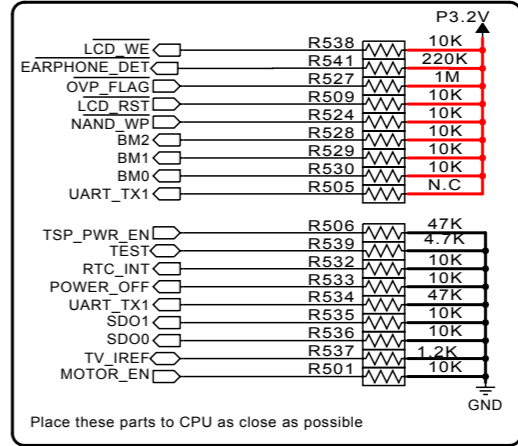 P3.2V
LCD_WE R538 10K
EARPHONE_DET R541 220K
OVP_FLAG R527 1M
LCD_RST R509 10K
NAND_WP R524 10K
BM2 R528 10K
BM1 R529 10K
BM0 R530 10K
UART_TX1 R505 N.C
TSP_PWR_EN R506 47K
TEST R539 4.7K
RTC_INT R532 10K
POWER_OFF R533 10K
UART_TX1 R534 47K
SDO1 R535 10K
SDO0 R536 10K
TV_IREF R537 1.2K
MOTOR_EN R501 10K
GND
Place these parts to CPU as close as possible